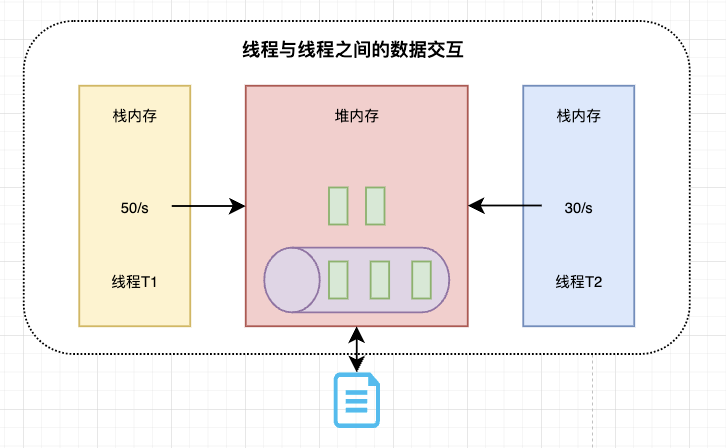 线程与线程之间的数据交互
栈内存
堆内存
栈内存
50/s
30/s
线程T1
线程T2